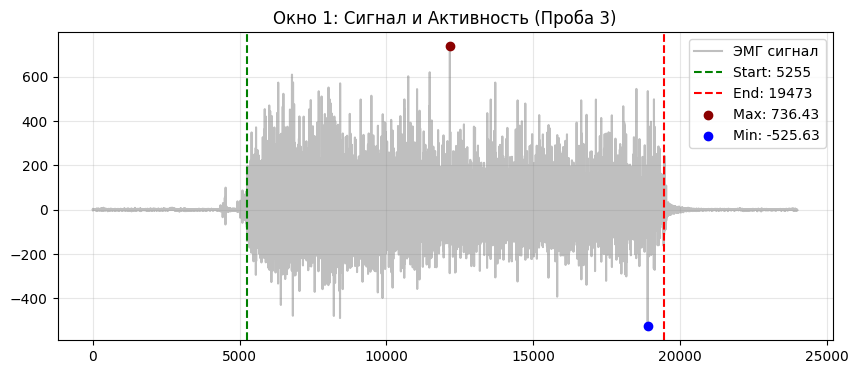 Окно 1: Сигнал и Активность (Проба 3)
ЭМГ сигнал
Start: 5255
End: 19473
Max: 736.43
Min: -525.63
600
400
200
0
−200
−400
0 5000 10000 15000 20000 25000